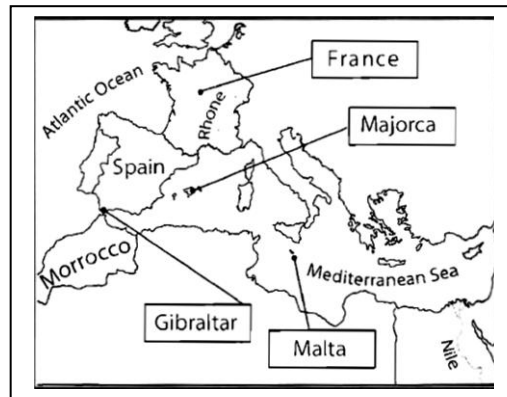 France
Atlantic Ocean
Rhone
Majorca
Spain
Morrocco
Mediterranean Sea
Gibraltar
Malta
Nile